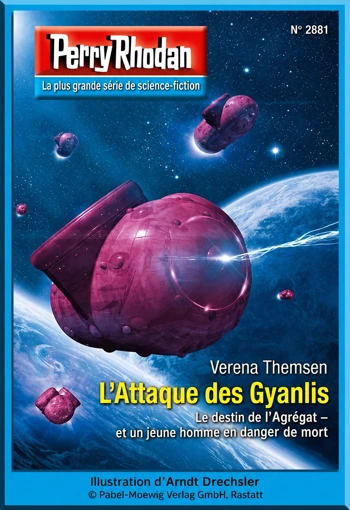 N° 2881
Perry Rhodan
La plus grande série de science-fiction
Verena Themsen
L'Attaque des Gyanlis
Le destin de l'Agrégat –
et un jeune homme en danger de mort
Illustration d'Arndt Drechsler
© Pabel-Moewig Verlag GmbH, Rastatt